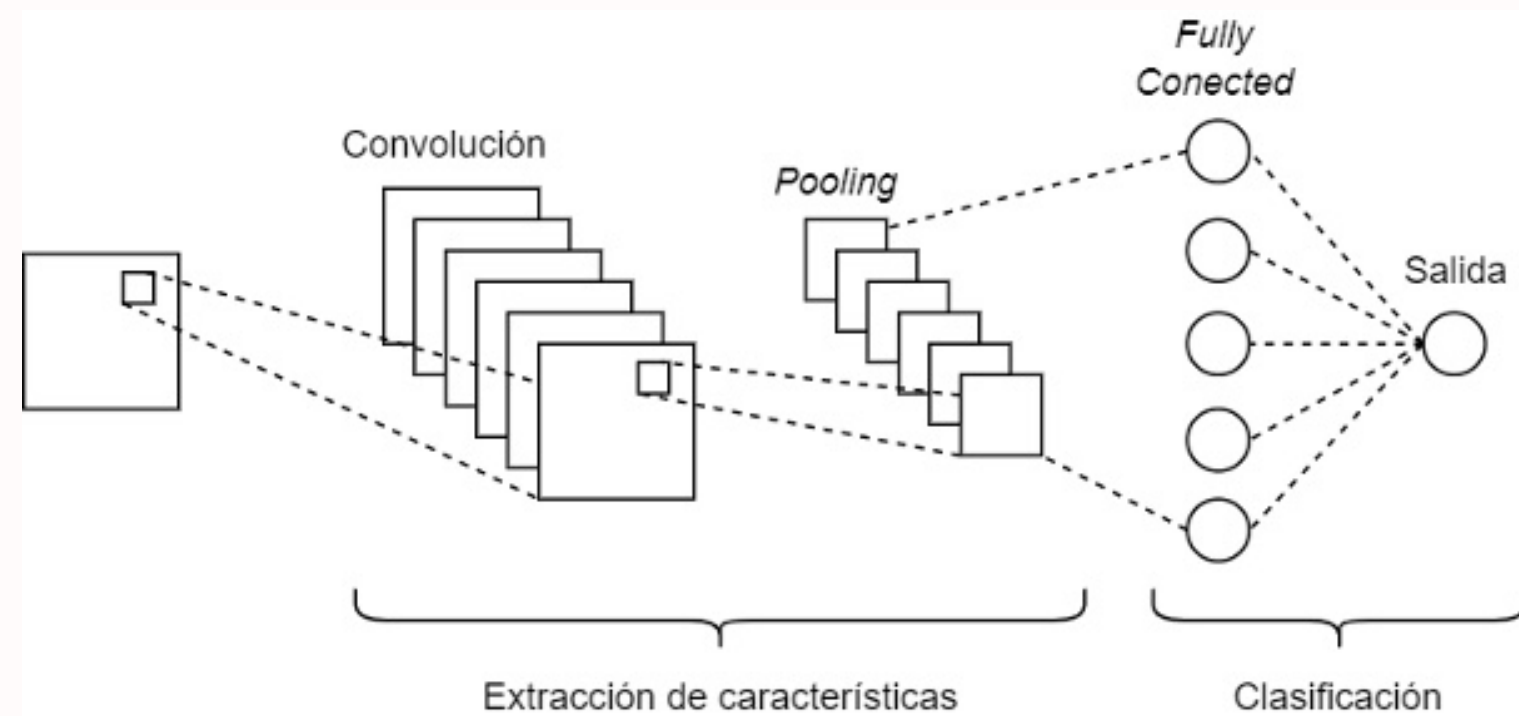 Fully
Conected
Convolución
Pooling
Salida
Extracción de características
Clasificación